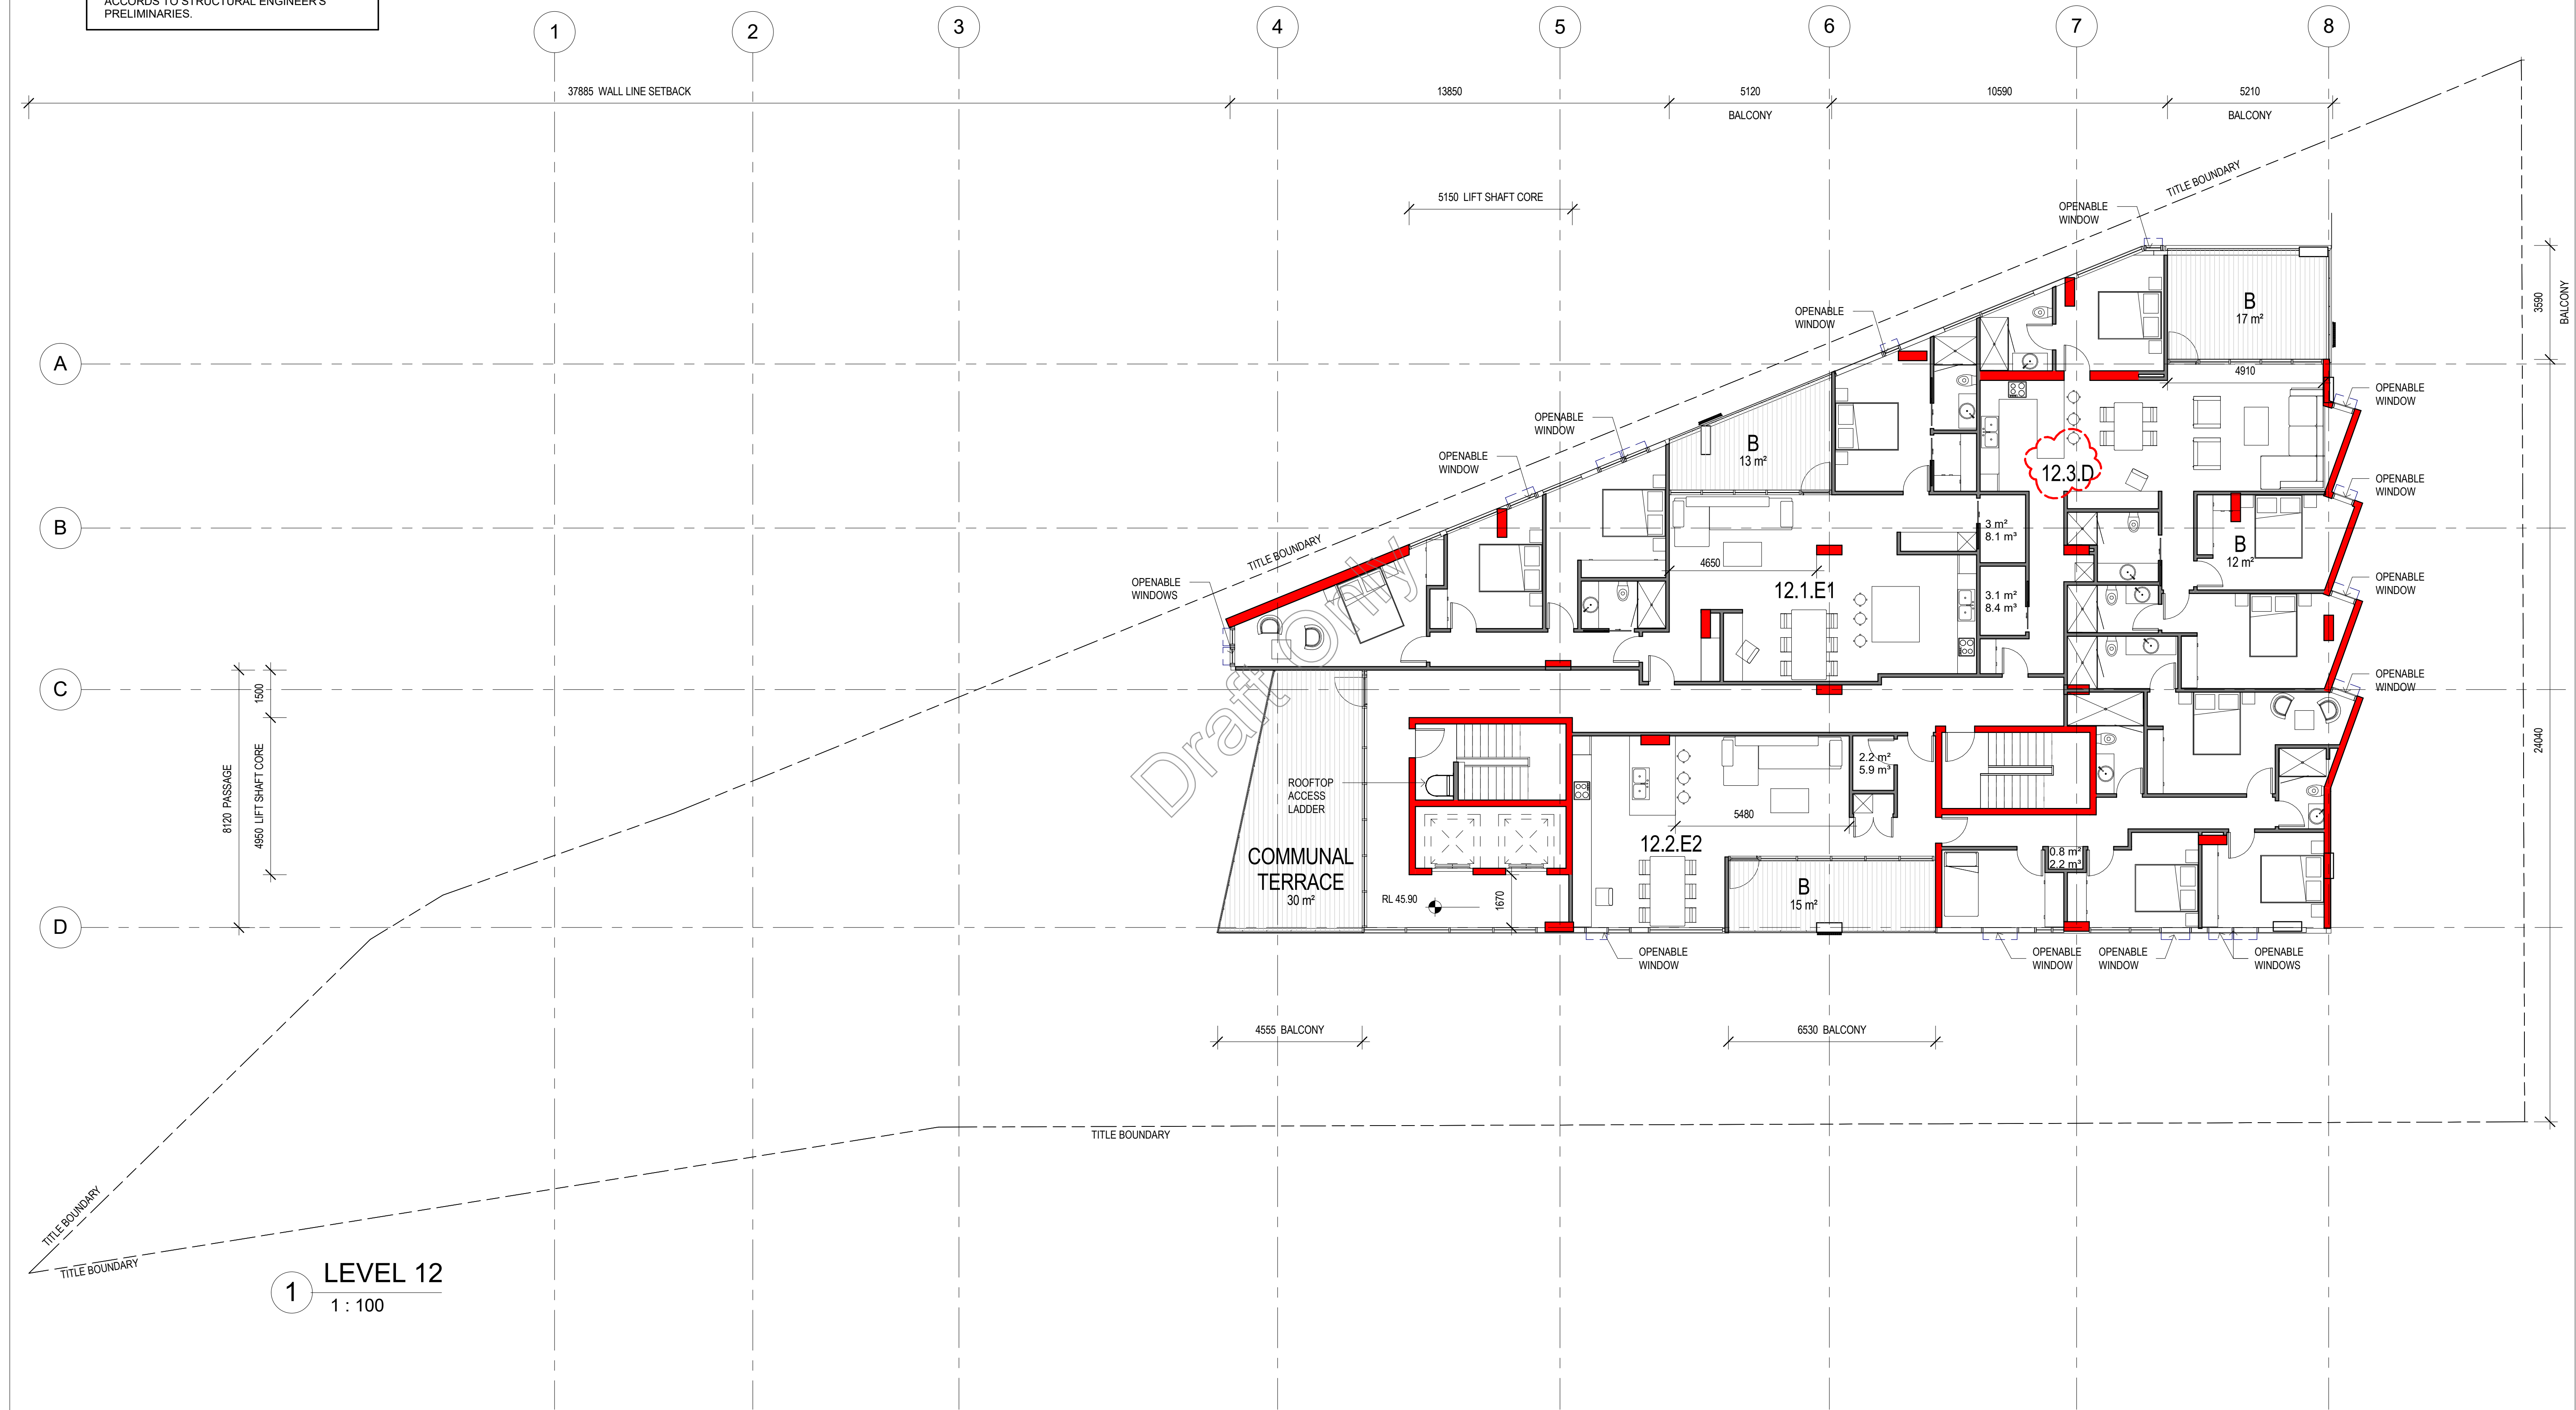 ACCORDS TO STRUCTURAL ENGINEER'S
PRELIMINARIES.
1
2
3
4
5
6
7
8
37885 WALL LINE SETBACK
13850
5120
BALCONY
10590
5210
BALCONY
TITLE BOUNDARY
5150 LIFT SHAFT CORE
OPENABLE
WINDOW
3590
BALCONY
B
17 m²
OPENABLE
WINDOW
A
4910
OPENABLE
WINDOW
OPENABLE
WINDOW
B
13 m²
OPENABLE
WINDOW
12.3.D
OPENABLE
WINDOW
B
TITLE BOUNDARY
3 m²
8.1 m³
B
12 m²
4650
12.1.E1
OPENABLE
WINDOWS
OPENABLE
WINDOW
3.1 m²
8.4 m³
Draft Only
C
1500
OPENABLE
WINDOW
8120 PASSAGE
4950 LIFT SHAFT CORE
24040
2.2 m²
5.9 m³
ROOFTOP
ACCESS
LADDER
5480
12.2.E2
COMMUNAL
TERRACE
30 m²
0.8 m²
2.2 m³
B
15 m²
RL 45.90
1670
D
OPENABLE
WINDOW
OPENABLE
WINDOW
OPENABLE
WINDOW
OPENABLE
WINDOWS
4555 BALCONY
6530 BALCONY
TITLE BOUNDARY
TITLE BOUNDARY
TITLE BOUNDARY
1
LEVEL 12
1 : 100